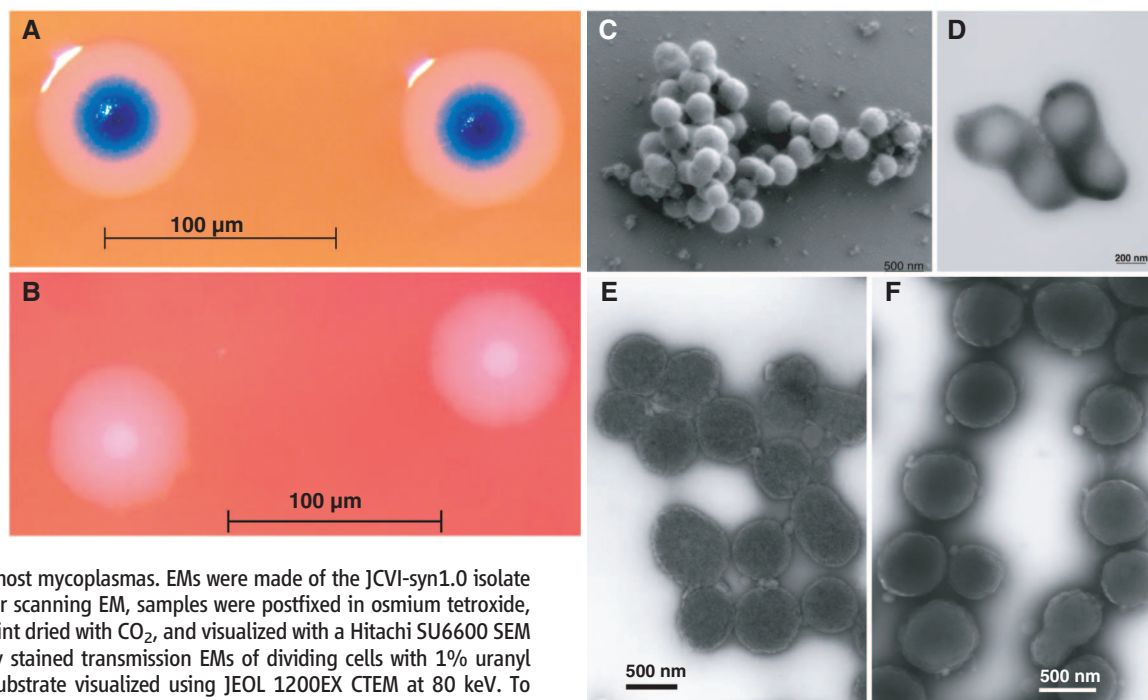 A
100 µm
B
100 µm
C
500 nm
D
200 nm
E
500 nm
F
500 nm
most mycoplasmas. EMs were made of the JCVI-syn1.0 isolate
r scanning EM, samples were postfixed in osmium tetroxide,
int dried with CO₂, and visualized with a Hitachi SU6600 SEM
y stained transmission EMs of dividing cells with 1% uranyl
ubstrate visualized using JEOL 1200EX CTEM at 80 keV. To